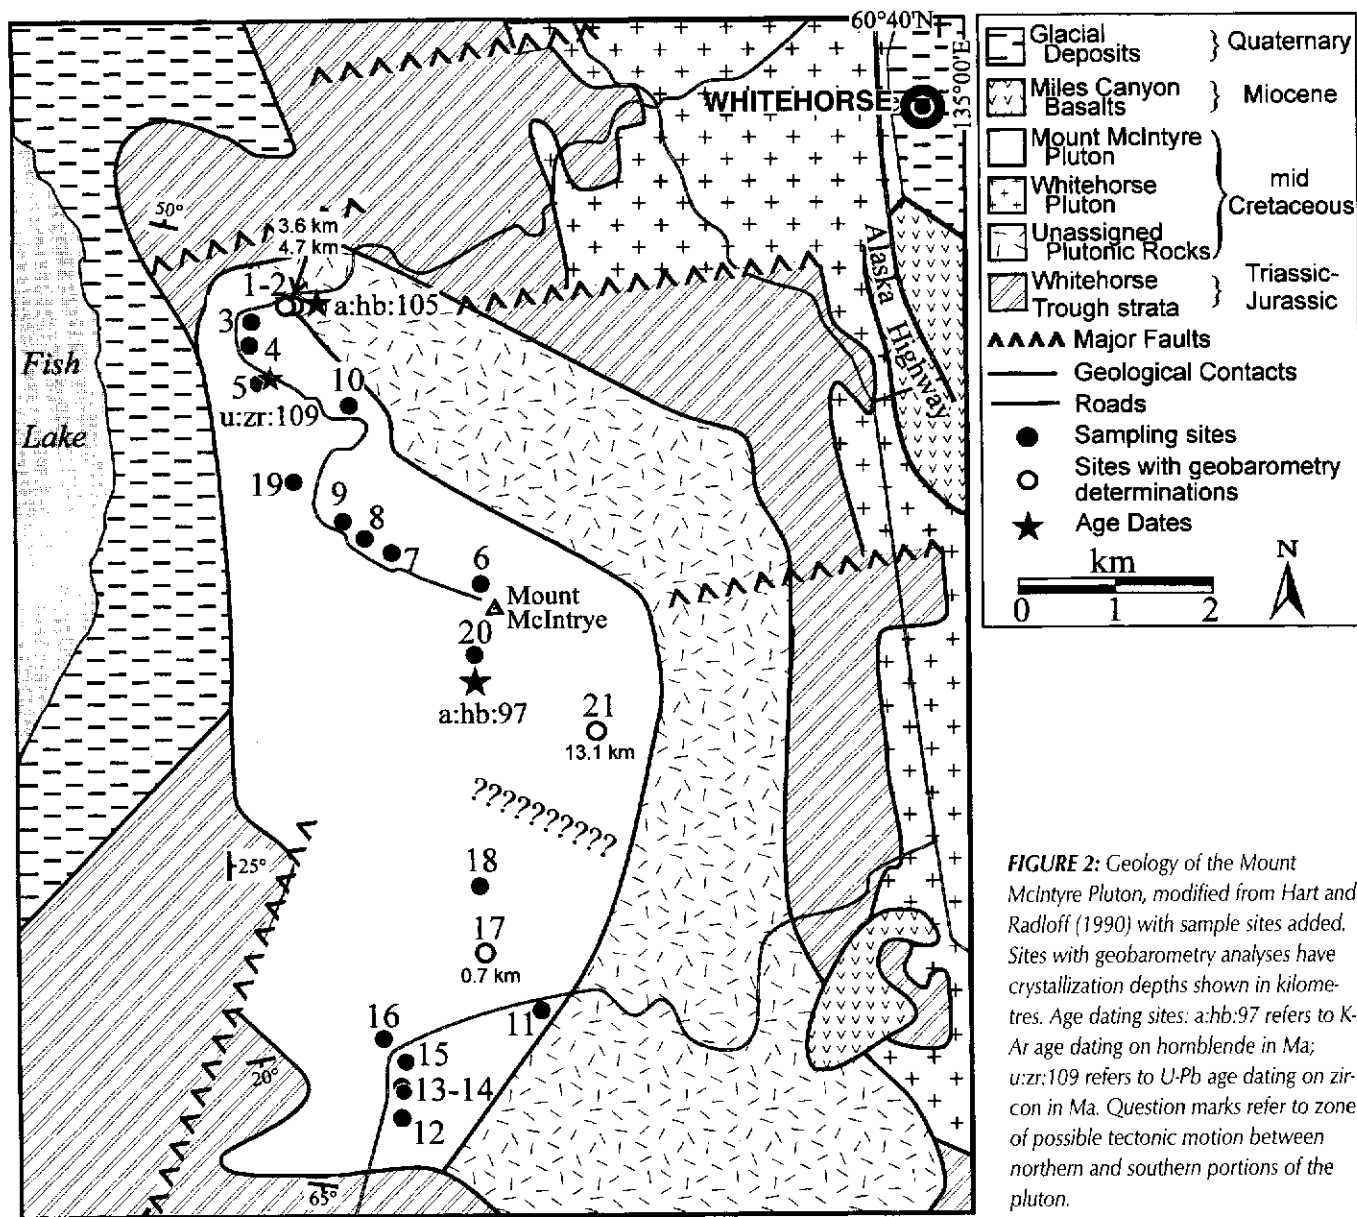 60°40'N
135°00'E
WHITEHORSE
50°
3.6 km
4.7 km
1-2
a:hb:105
3
4
5
u:zr:109
10
Fish
Lake
Alaska
Highway
19
9
8
7
6
Mount
McIntrye
20
a:hb:97
21
13.1 km
??????????
25°
18
17
0.7 km
11
16
15
13-14
12
20°
65°
Glacial
Deposits
Quaternary
Miles Canyon
Basalts
Miocene
Mount McIntyre
Pluton
Whitehorse
Pluton
mid
Cretaceous
Unassigned
Plutonic Rocks
Whitehorse
Trough strata
Triassic-
Jurassic
Major Faults
Geological Contacts
Roads
Sampling sites
Sites with geobarometry
determinations
Age Dates
km
0 1 2
N
FIGURE 2: Geology of the Mount
McIntyre Pluton, modified from Hart and
Radloff (1990) with sample sites added.
Sites with geobarometry analyses have
crystallization depths shown in kilome-
tres. Age dating sites: a:hb:97 refers to K-
Ar age dating on hornblende in Ma;
u:zr:109 refers to U-Pb age dating on zir-
con in Ma. Question marks refer to zone
of possible tectonic motion between
northern and southern portions of the
pluton.